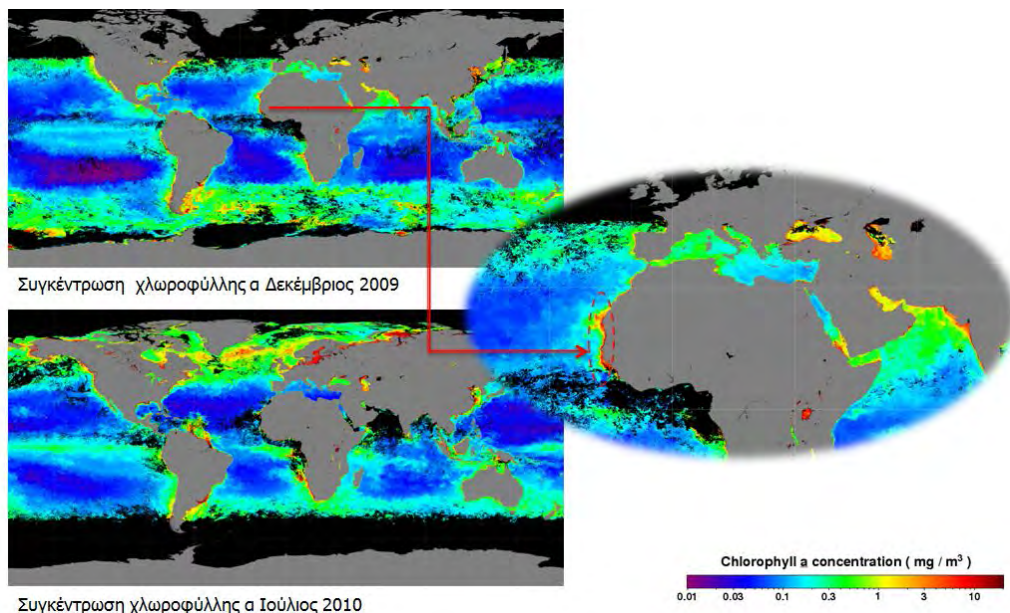 Συγκέντρωση χλωροφύλλης α Δεκέμβριος 2009
Συγκέντρωση χλωροφύλλης α Ιούλιος 2010
Chlorophyll a concentration ( mg / m³ )
0.01 0.03 0.1 0.3 1 3 10